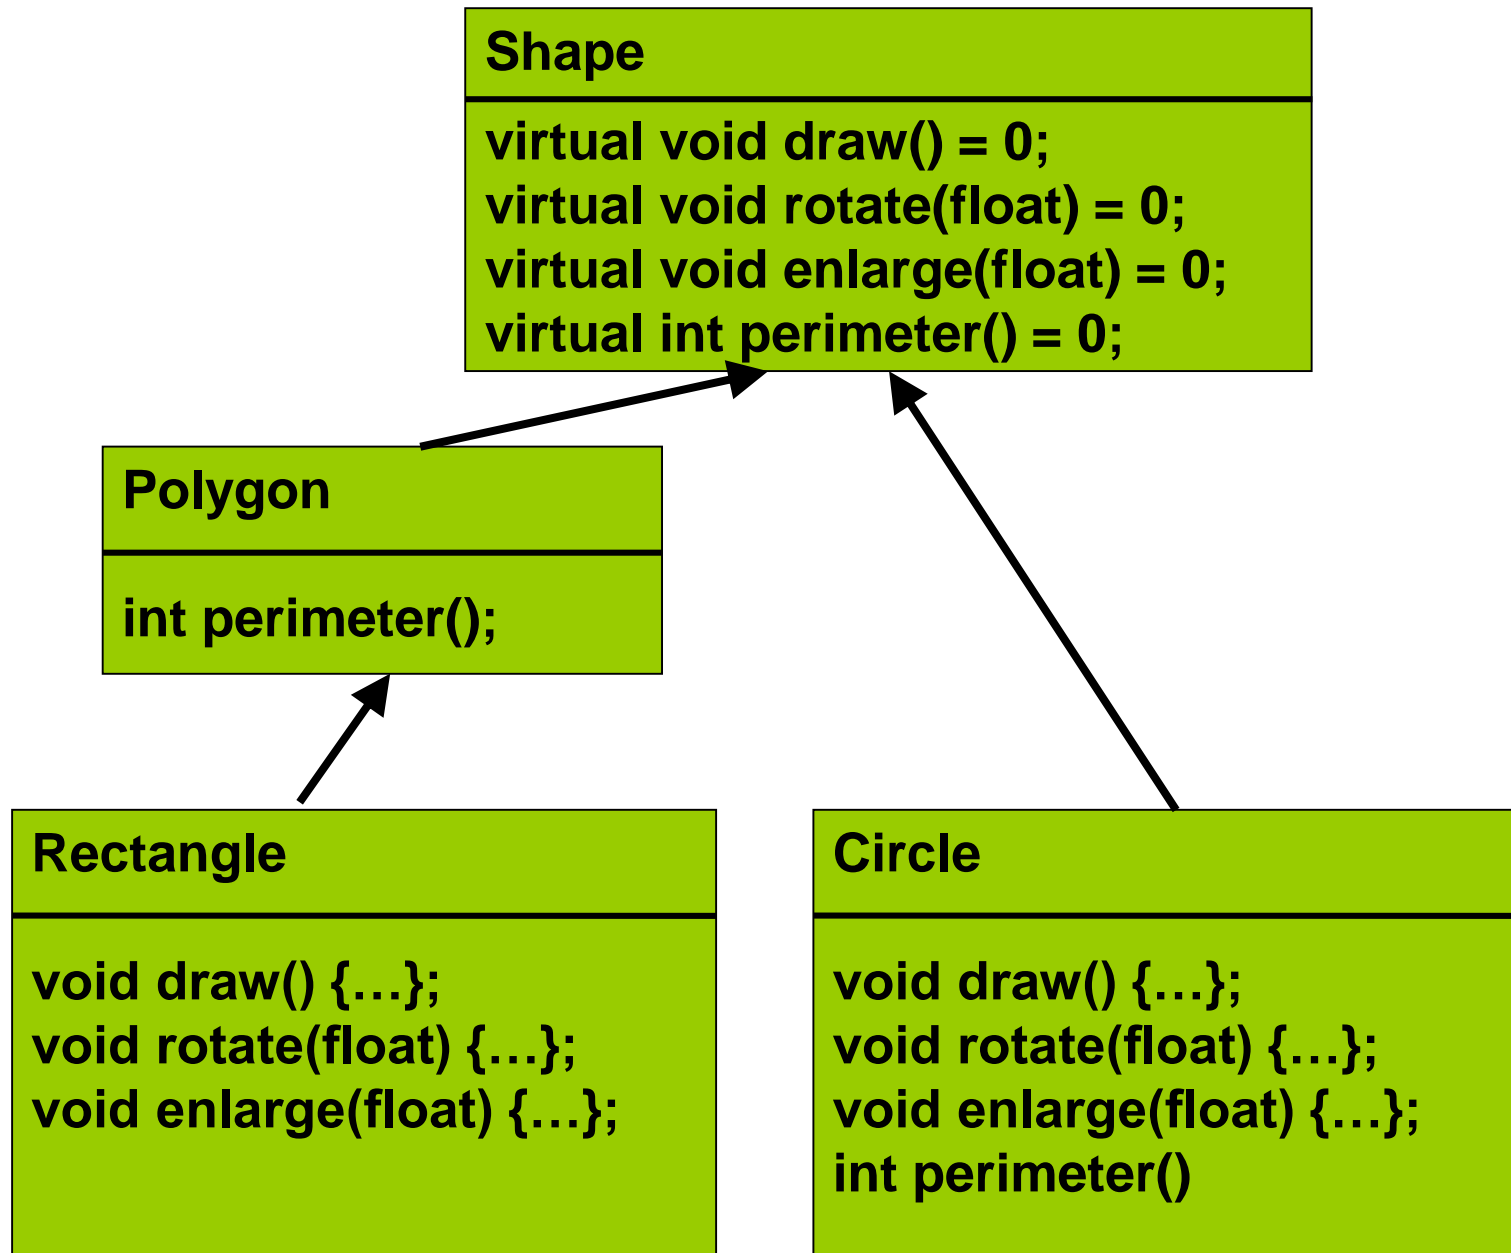 Shape
virtual void draw() = 0;
virtual void rotate(float) = 0;
virtual void enlarge(float) = 0;
virtual int perimeter() = 0;
Polygon
int perimeter();
Rectangle
void draw() {…};
void rotate(float) {…};
void enlarge(float) {…};
Circle
void draw() {…};
void rotate(float) {…};
void enlarge(float) {…};
int perimeter()